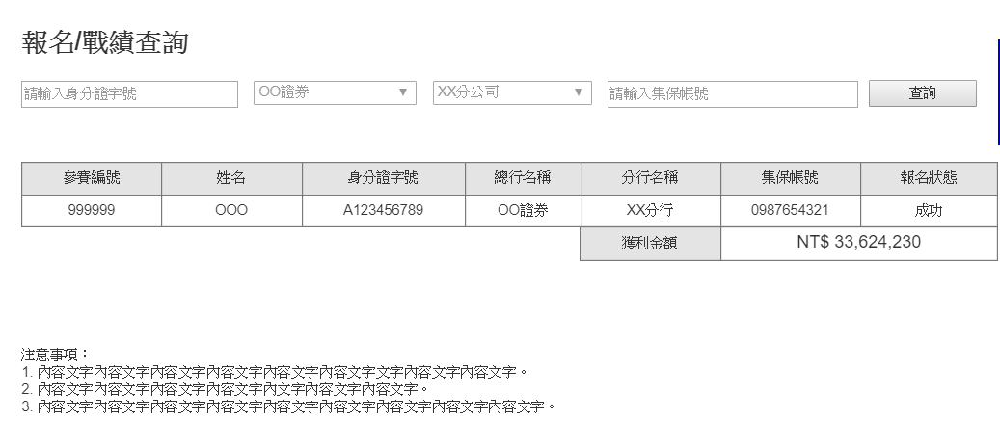 報名/戰績查詢
請輸入身分證字號 OO證券 ▼ XX分公司 ▼ 請輸入集保帳號 查詢
參賽編號 姓名 身分證字號 總行名稱 分行名稱 集保帳號 報名狀態
999999 OOO A123456789 OO證券 XX分行 0987654321 成功
獲利金額 NT$ 33,624,230
注意事項：
1. 內容文字內容文字內容文字內容文字內容文字內容文字文字內容文字內容文字。
2. 內容文字內容文字內容文字內容文字內文字內容文字內容文字。
3. 內容文字內容文字內容文字內容文字內容文字內容文字內容文字內容文字內容文字。